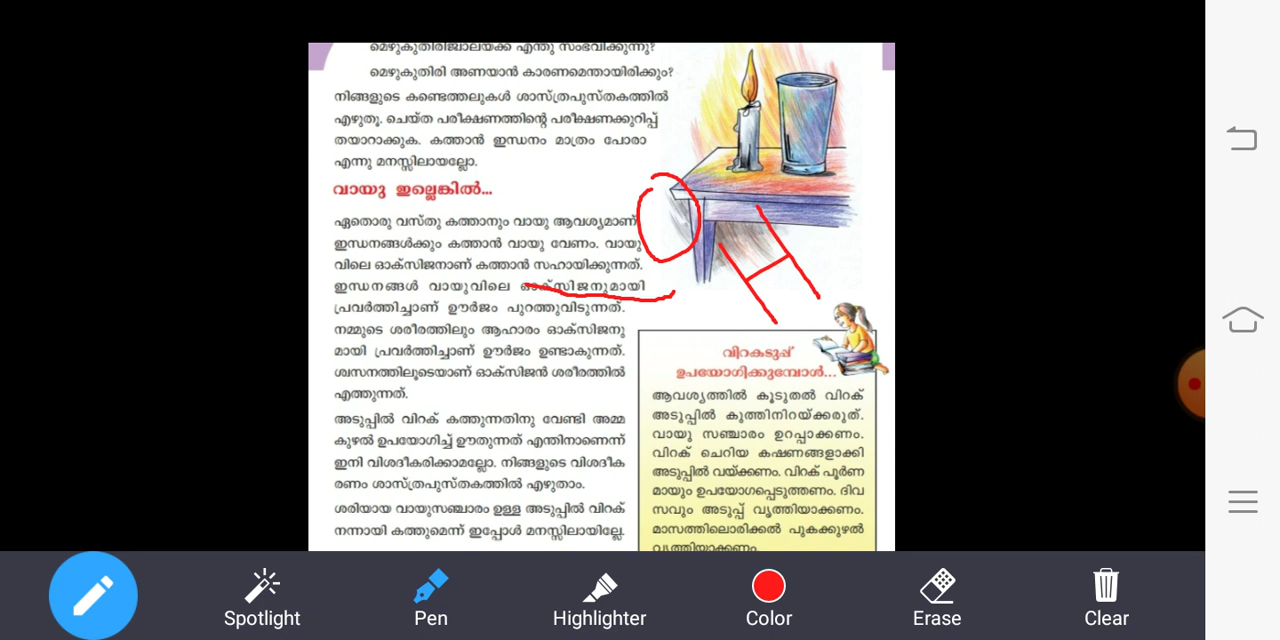 മെഴുകുതിരിജ്വാലയ്ക്ക് എന്തു സംഭവിക്കുന്നു?
മെഴുകുതിരി അണയാൻ കാരണമെന്തായിരിക്കും?
നിങ്ങളുടെ കണ്ടെത്തലുകൾ ശാസ്ത്രപുസ്തകത്തിൽ
എഴുതൂ. ചെയ്ത പരീക്ഷണത്തിന്റെ പരീക്ഷണക്കുറിപ്പ്
തയാറാക്കുക. കത്താൻ ഇന്ധനം മാത്രം പോരാ
എന്നു മനസ്സിലായല്ലോ.
വായു ഇല്ലെങ്കിൽ...
ഏതൊരു വസ്തു കത്താനും വായു ആവശ്യമാണ്
ഇന്ധനങ്ങൾക്കും കത്താൻ വായു വേണം. വായു
വിലെ ഓക്സിജനാണ് കത്താൻ സഹായിക്കുന്നത്.
ഇന്ധനങ്ങൾ വായുവിലെ ഓക്സിജനുമായി
പ്രവർത്തിച്ചാണ് ഊർജം പുറത്തുവിടുന്നത്.
നമ്മുടെ ശരീരത്തിലും ആഹാരം ഓക്സിജനു
മായി പ്രവർത്തിച്ചാണ് ഊർജം ഉണ്ടാകുന്നത്.
ശ്വസനത്തിലൂടെയാണ് ഓക്സിജൻ ശരീരത്തിൽ
എത്തുന്നത്.
അടുപ്പിൽ വിറക് കത്തുന്നതിനു വേണ്ടി അമ്മ
കുഴൽ ഉപയോഗിച്ച് ഊതുന്നത് എന്തിനാണെന്ന്
ഇനി വിശദീകരിക്കാമല്ലോ. നിങ്ങളുടെ വിശദീക
രണം ശാസ്ത്രപുസ്തകത്തിൽ എഴുതാം.
ശരിയായ വായുസഞ്ചാരം ഉള്ള അടുപ്പിൽ വിറക്
നന്നായി കത്തുമെന്ന് ഇപ്പോൾ മനസ്സിലായില്ലേ.
H
വിറകടുപ്പ്
ഉപയോഗിക്കുമ്പോൾ...
ആവശ്യത്തിൽ കൂടുതൽ വിറക്
അടുപ്പിൽ കുത്തിനിറയ്ക്കരുത്.
വായു സഞ്ചാരം ഉറപ്പാക്കണം.
വിറക് ചെറിയ കഷണങ്ങളാക്കി
അടുപ്പിൽ വയ്ക്കണം. വിറക് പൂർണ
മായും ഉപയോഗപ്പെടുത്തണം. ദിവ
സവും അടുപ്പ് വൃത്തിയാക്കണം.
മാസത്തിലൊരിക്കൽ പുകക്കുഴൽ
വൃത്തിയാക്കണം.
Spotlight
Pen
Highlighter
Color
Erase
Clear